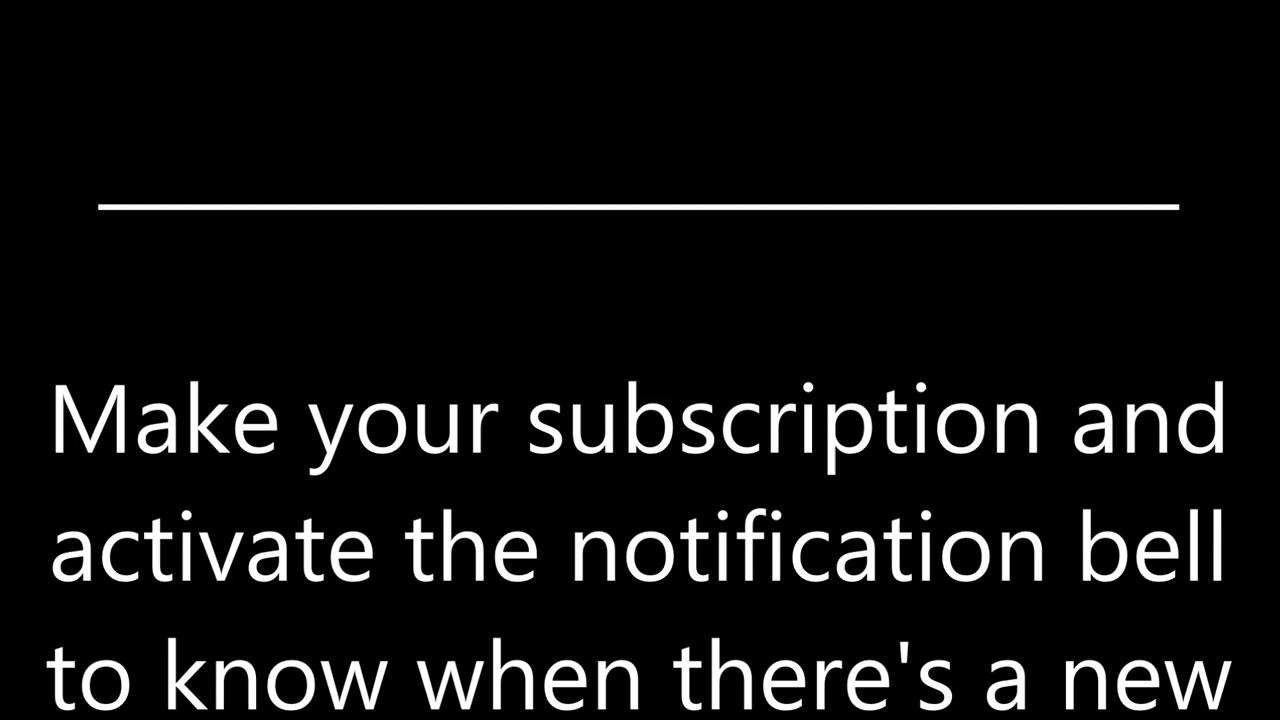 Make your subscription and
activate the notification bell
to know when there's a new